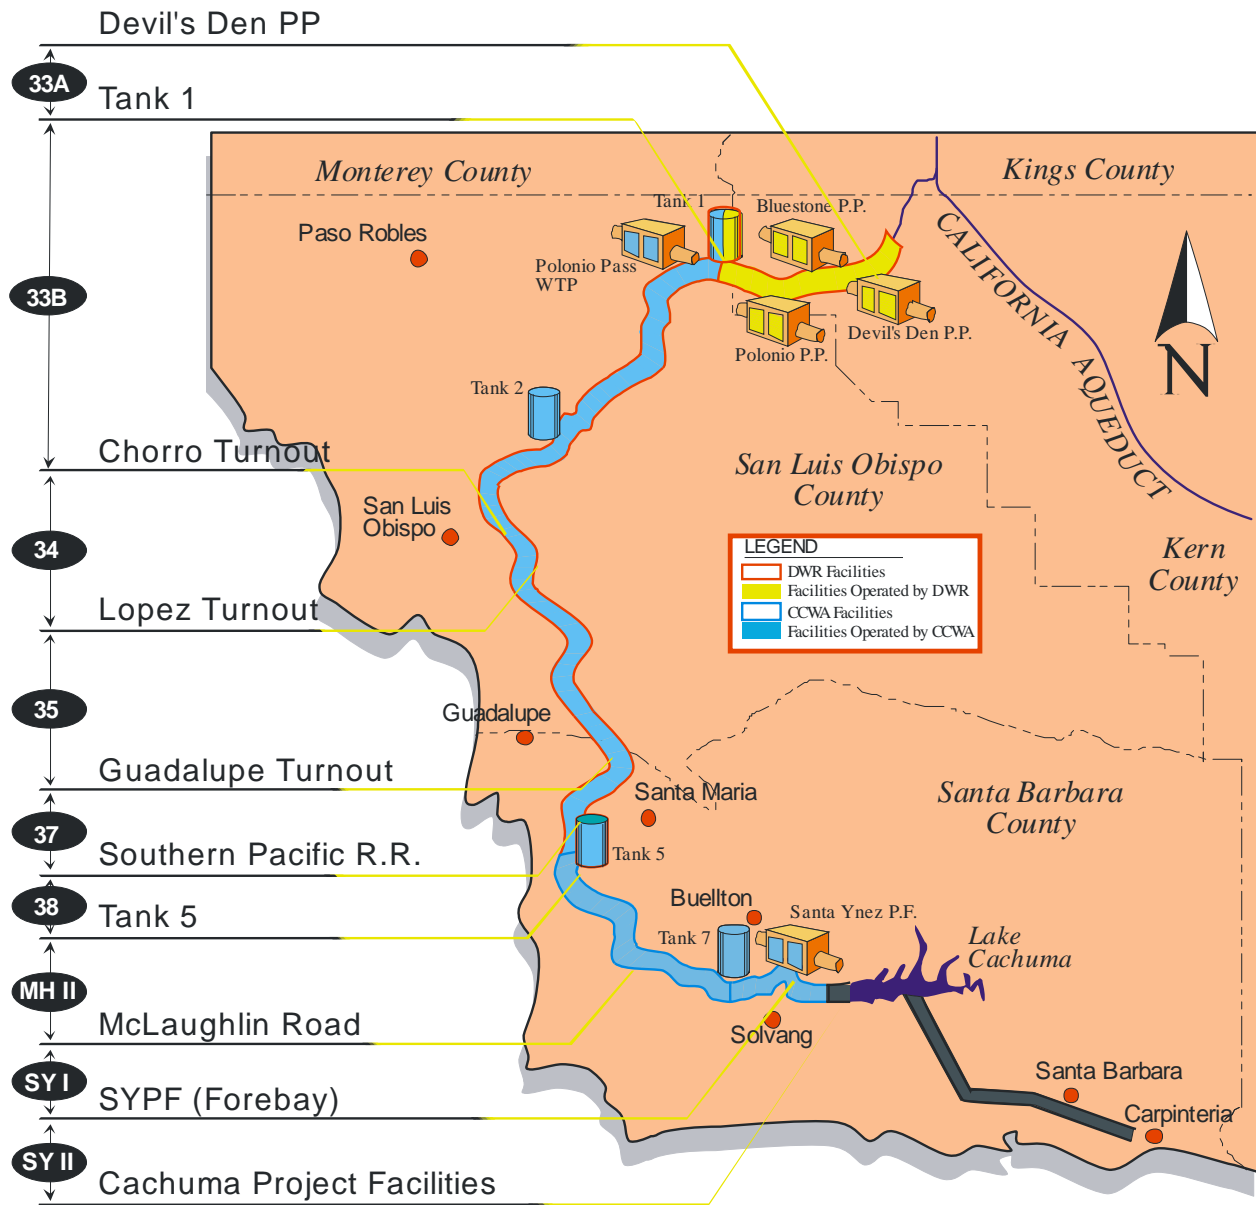 Devil's Den PP
33A
Tank 1
Monterey County
Kings County
Tank 1
Bluestone P.P.
Paso Robles
Polonio Pass
WTP
CALIFORNIA AQUEDUCT
33B
Devil's Den P.P.
Polonio P.P.
N
Tank 2
Chorro Turnout
San Luis Obispo
County
San Luis
Obispo
34
Kern
County
LEGEND
DWR Facilities
Facilities Operated by DWR
CCWA Facilities
Facilities Operated by CCWA
Lopez Turnout
35
Guadalupe
Guadalupe Turnout
Santa Maria
Santa Barbara
County
37
Southern Pacific R.R.
Tank 5
38
Tank 5
Buellton
Santa Ynez P.F.
Tank 7
Lake
Cachuma
MH II
McLaughlin Road
Solvang
SY I
SYPF (Forebay)
Santa Barbara
Carpinteria
SY II
Cachuma Project Facilities